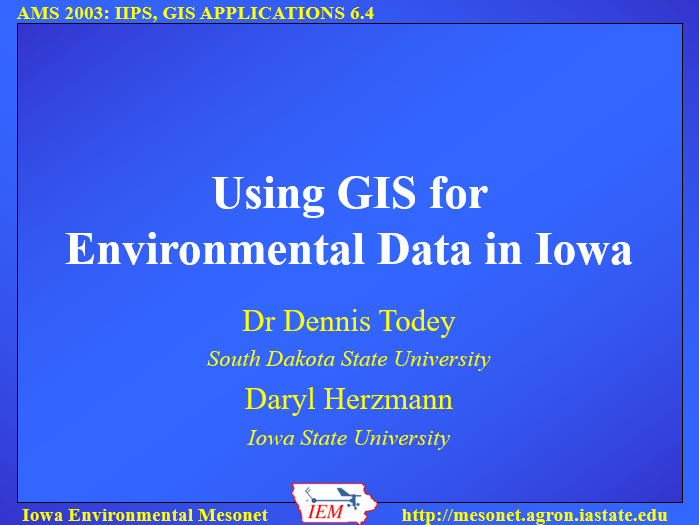 AMS 2003: IIPS, GIS APPLICATIONS 6.4
Using GIS for
Environmental Data in Iowa
Dr Dennis Todey
South Dakota State University
Daryl Herzmann
Iowa State University
Iowa Environmental Mesonet
IEM
http://mesonet.agron.iastate.edu